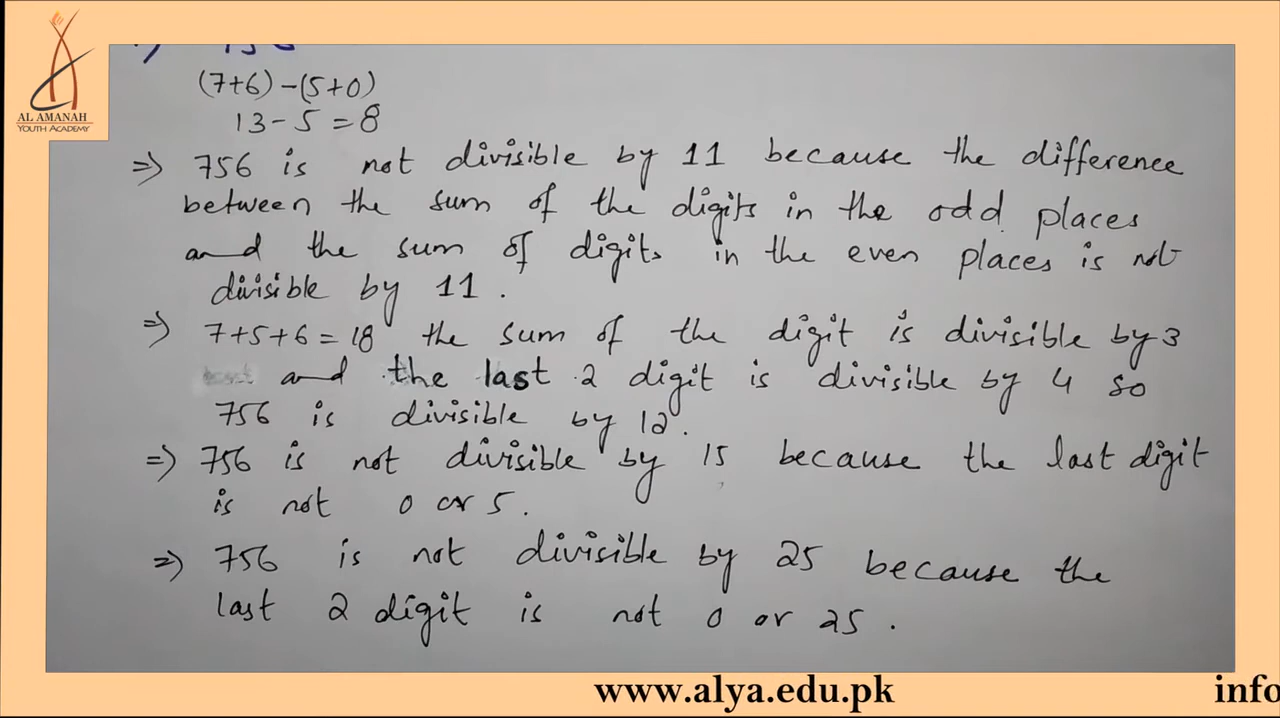 AL AMANAH
YOUTH ACADEMY
(7+6)-(5+0)
13-5=8
=> 756 is not divisible by 11 because the difference
between the sum of the digits in the odd places
and the sum of digits in the even places is not
divisible by 11.
=> 7+5+6=18 the sum of the digit is divisible by 3
and the last 2 digit is divisible by 4 so
756 is divisible by 12.
=> 756 is not divisible by 15 because the last digit
is not 0 or 5.
=> 756 is not divisible by 25 because the
last 2 digit is not 0 or 25.
www.alya.edu.pk info